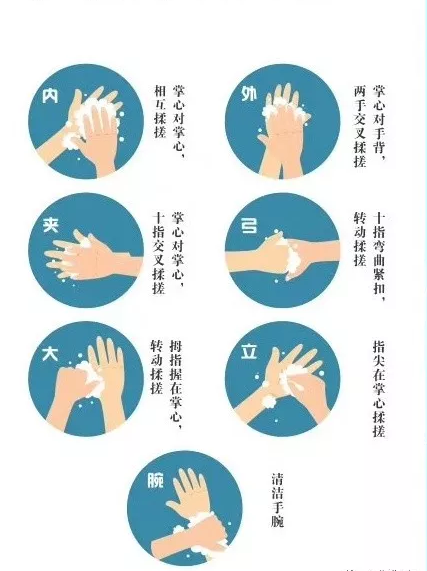 内
掌心对掌心，
相互揉搓
外
掌心对手背，
两手交叉揉搓
夹
掌心对掌心，
十指交叉揉搓
弓
十指弯曲紧扣，
转动揉搓
大
拇指握在掌心，
转动揉搓
立
指尖在掌心揉搓
腕
清洁手腕